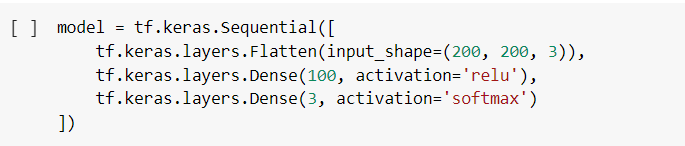 [ ] model = tf.keras.Sequential([
tf.keras.layers.Flatten(input_shape=(200, 200, 3)),
tf.keras.layers.Dense(100, activation='relu'),
tf.keras.layers.Dense(3, activation='softmax')
])